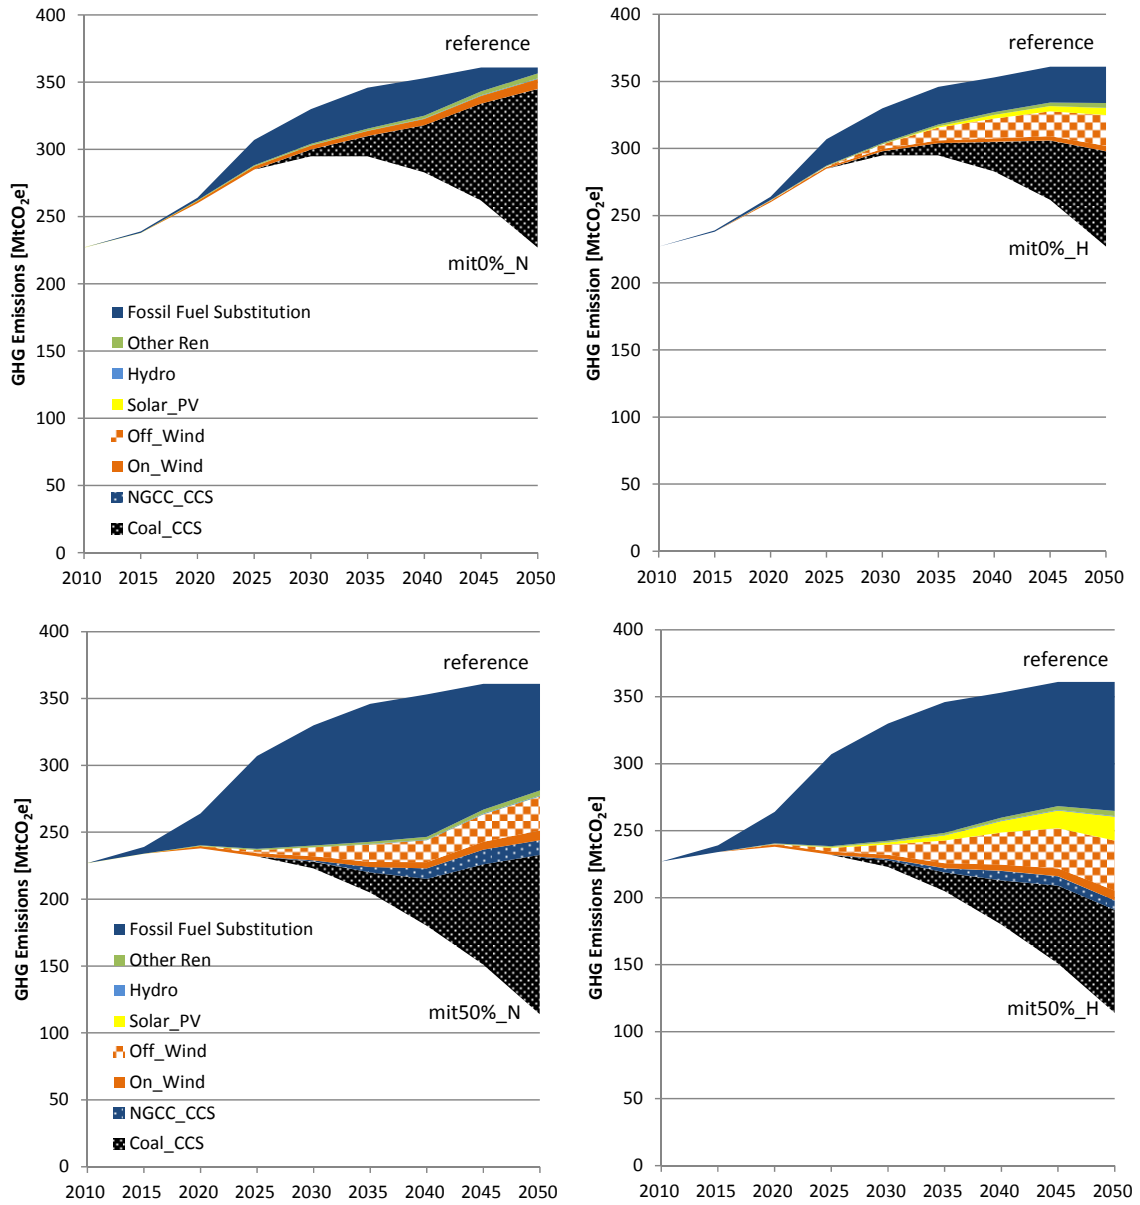 400
350
300
250
200
150
100
50
0
GHG Emissions [MtCO2e]
reference
mit0%_N
Fossil Fuel Substitution
Other Ren
Hydro
Solar_PV
Off_Wind
On_Wind
NGCC_CCS
Coal_CCS
2010 2015 2020 2025 2030 2035 2040 2045 2050
400
350
300
250
200
150
100
50
0
GHG Emission [MtCO2e]
reference
mit0%_H
2010 2015 2020 2025 2030 2035 2040 2045 2050
400
350
300
250
200
150
100
50
0
GHG Emissions [MtCO2e]
reference
mit50%_N
Fossil Fuel Substitution
Other Ren
Hydro
Solar_PV
Off_Wind
On_Wind
NGCC_CCS
Coal_CCS
2010 2015 2020 2025 2030 2035 2040 2045 2050
400
350
300
250
200
150
100
50
0
GHG Emissions [MtCO2e]
reference
mit50%_H
2010 2015 2020 2025 2030 2035 2040 2045 2050